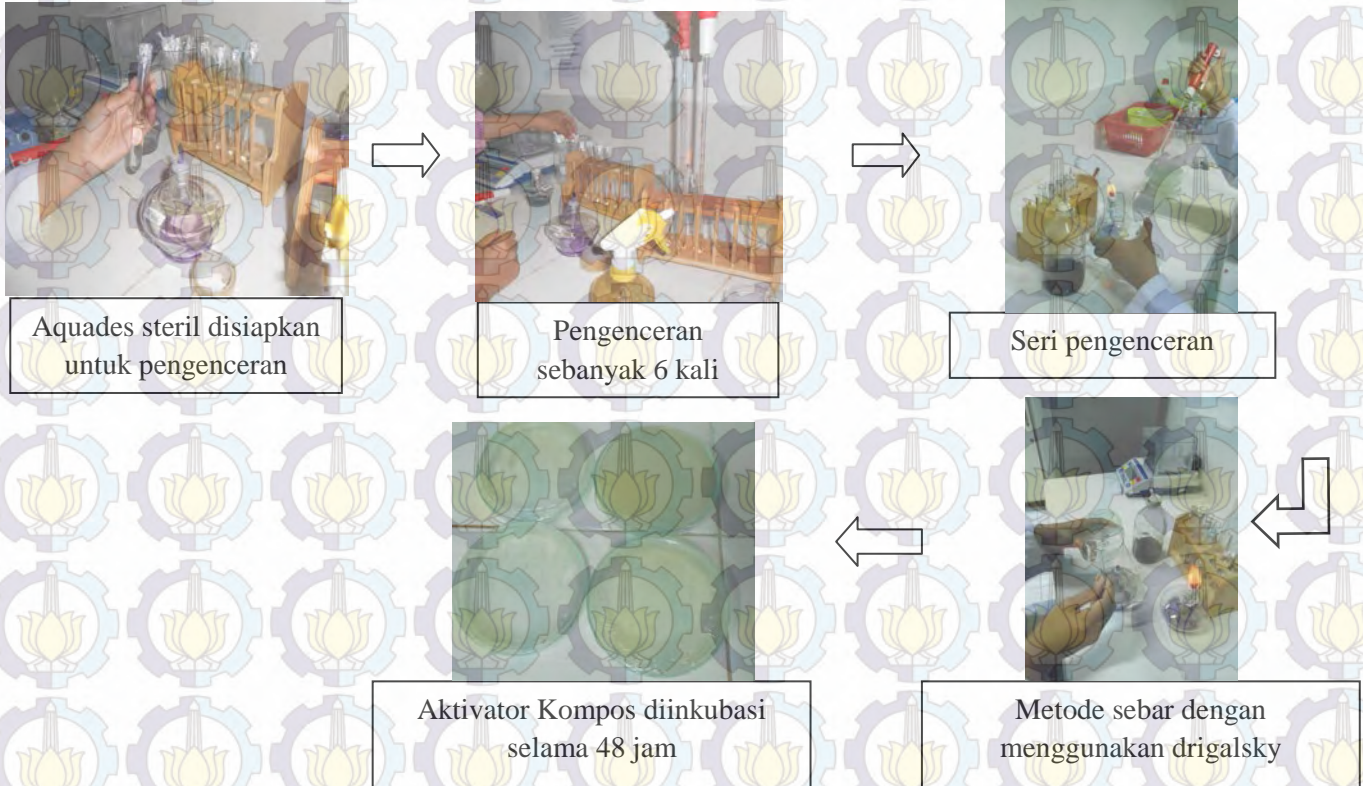 Aquades steril disiapkan
untuk pengenceran
Pengenceran
sebanyak 6 kali
Seri pengenceran
Metode sebar dengan
menggunakan drigalsky
Aktivator Kompos diinkubasi
selama 48 jam